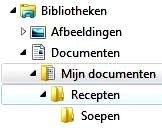 Bibliotheken
Afbeeldingen
Documenten
Mijn documenten
Recepten
Soepen